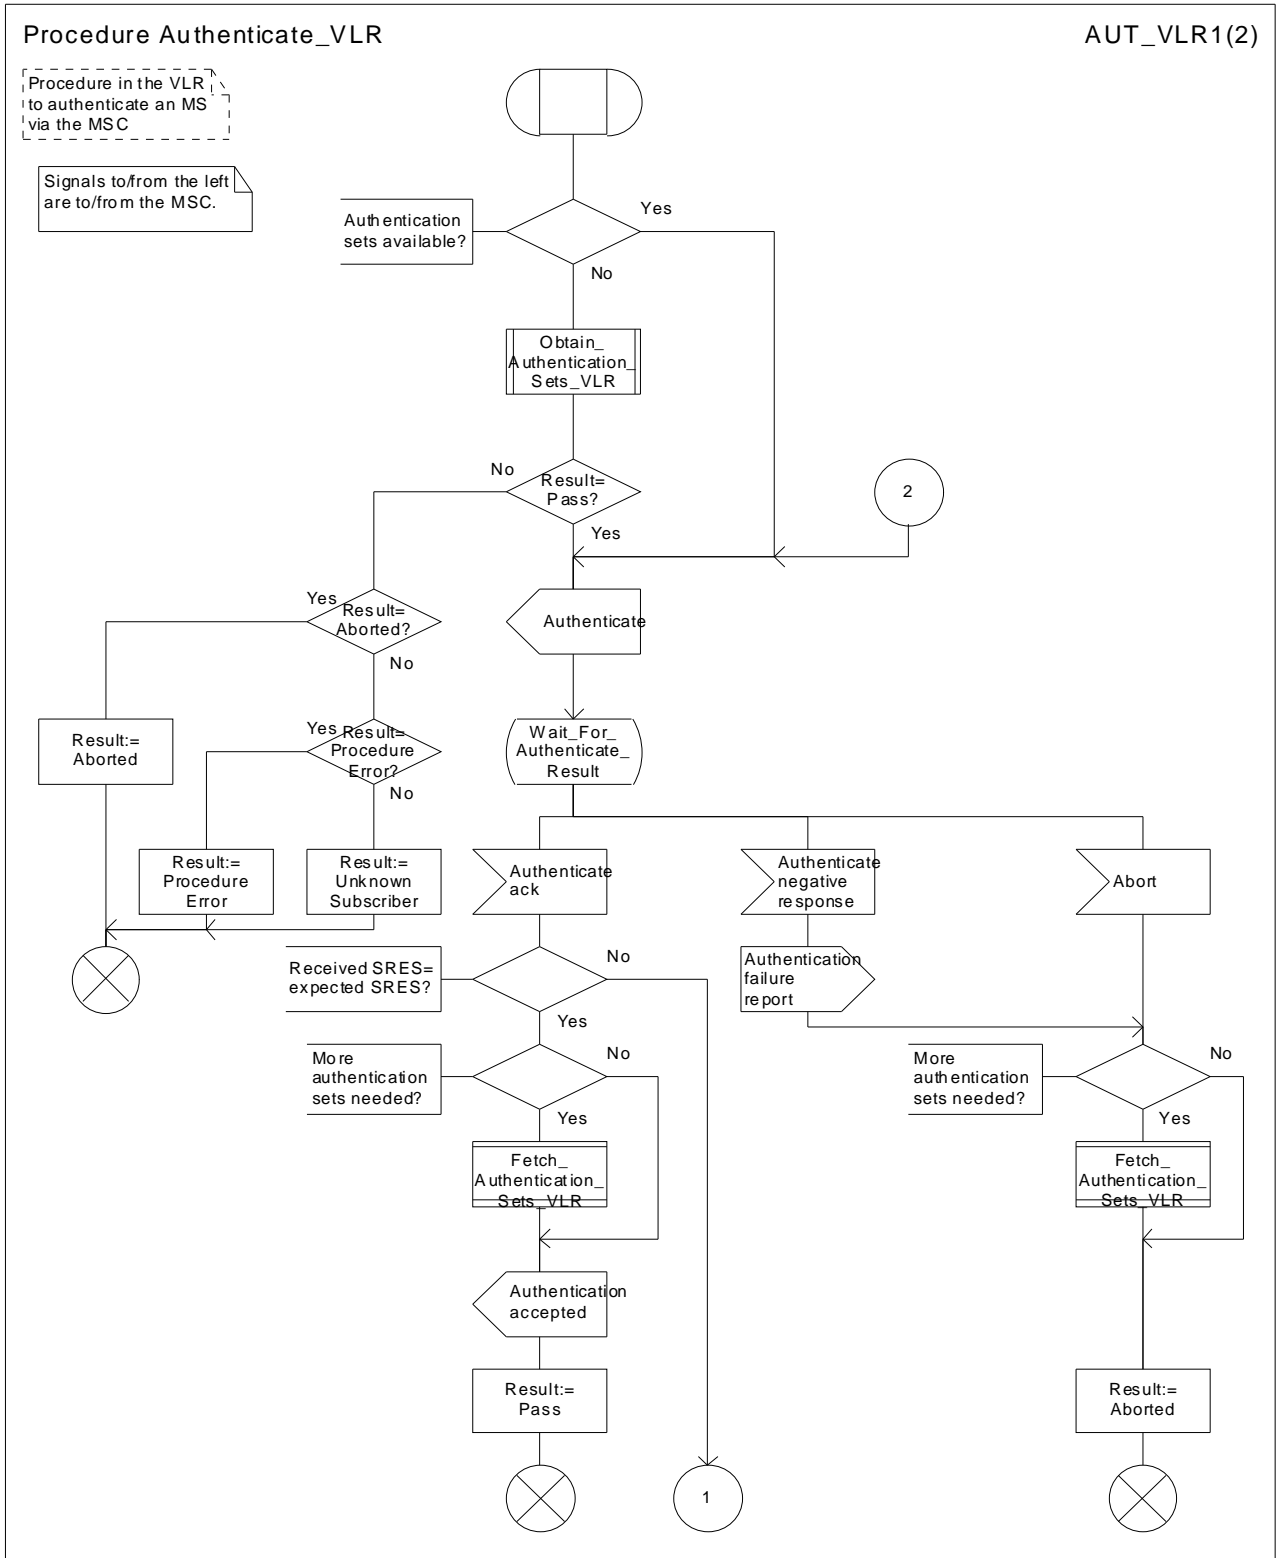 Procedure Authenticate_VLR
AUT_VLR1(2)
Procedure in the VLR
to authenticate an MS
via the MSC
Signals to/from the left
are to/from the MSC.
Authentication
sets available?
Yes
No
Obtain_
Authentication_
Sets_VLR
No
Result=
Pass?
Yes
2
Yes
Result=
Aborted?
No
Authenticate
Result:=
Aborted
Yes
Result=
Procedure
Error?
No
Wait_For_
Authenticate_
Result
Result:=
Procedure
Error
Result:=
Unknown
Subscriber
Authenticate
ack
Authenticate
negative
response
Abort
Received SRES=
expected SRES?
No
Yes
Authentication
failure
report
More
authentication
sets needed?
No
Yes
More
authentication
sets needed?
No
Yes
Fetch_
Authentication_
Sets_VLR
Fetch_
Authentication_
Sets_VLR
Authentication
accepted
Result:=
Pass
Result:=
Aborted
1